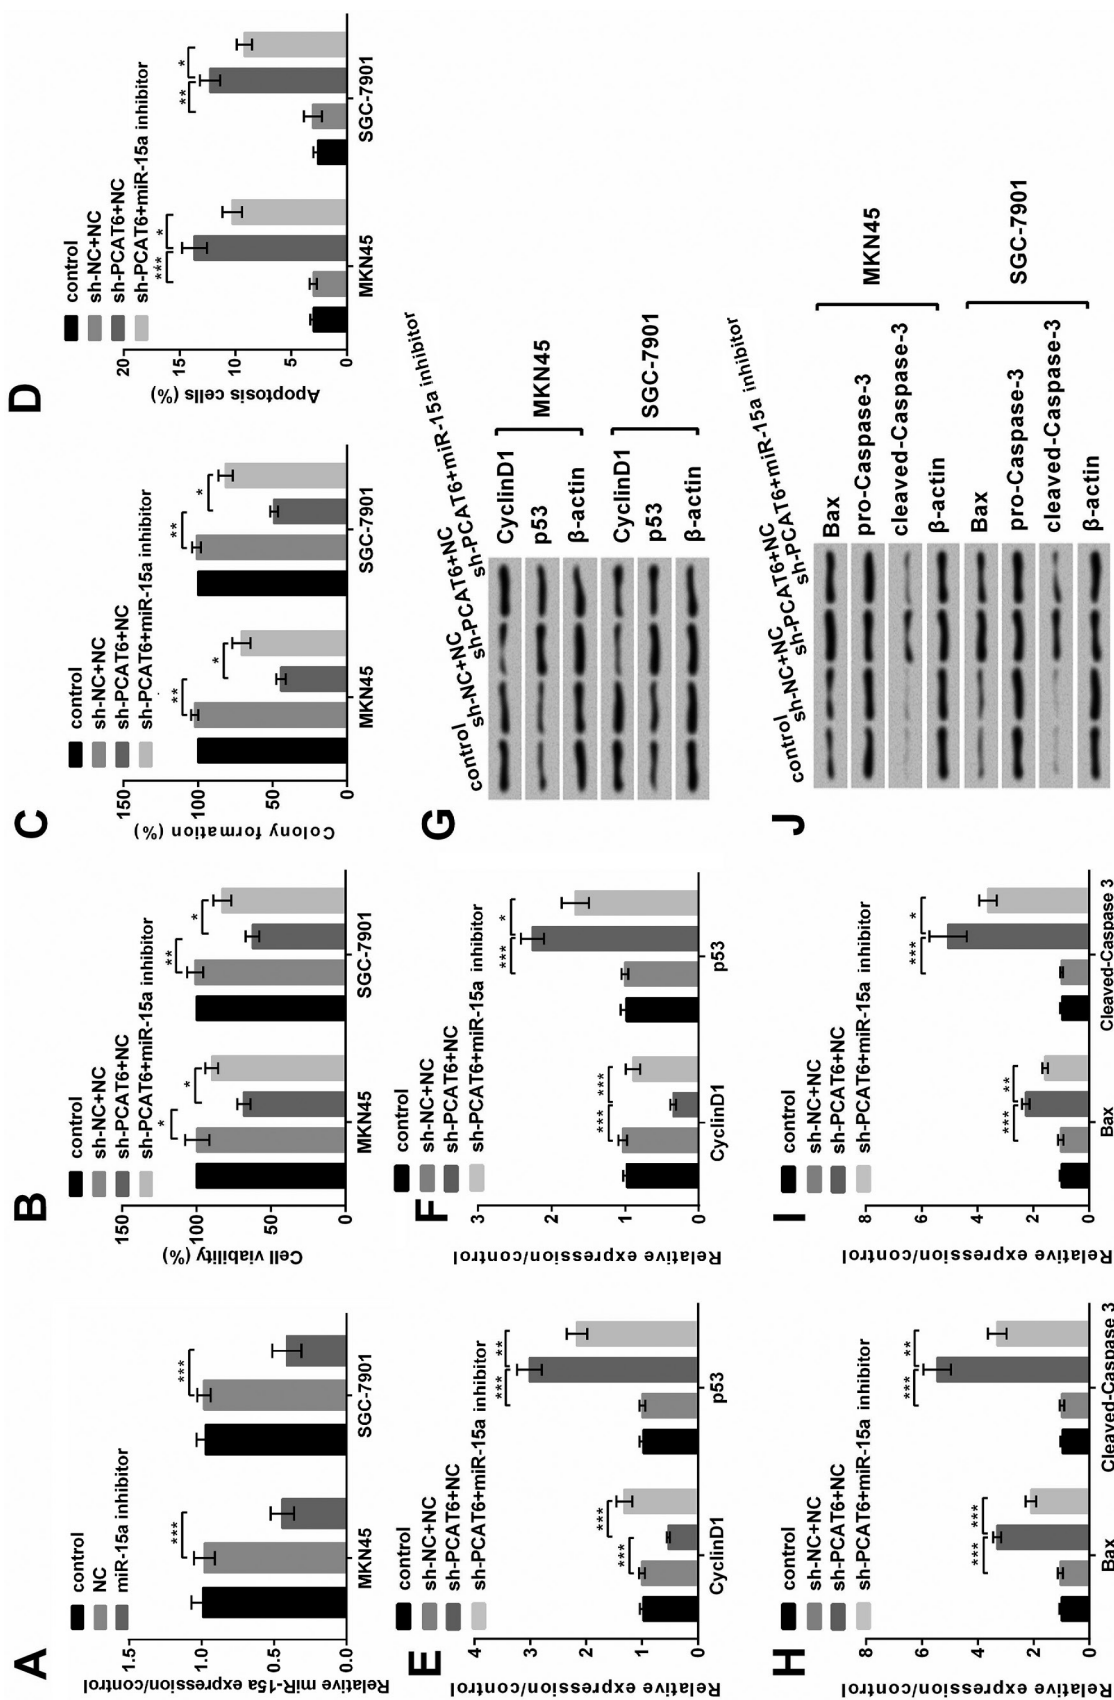 A
Relative miR-15a expression/control
1.5
1.0
0.5
0.0
control
NC
miR-15a inhibitor
***
***
MKN45
SGC-7901
B
Cell viability (%)
150
100
50
0
control
sh-NC+NC
sh-PCAT6+NC
sh-PCAT6+miR-15a inhibitor
*
*
**
*
MKN45
SGC-7901
C
Colony formation (%)
150
100
50
0
control
sh-NC+NC
sh-PCAT6+NC
sh-PCAT6+miR-15a inhibitor
**
*
**
*
MKN45
SGC-7901
D
Apoptosis cells (%)
20
15
10
5
0
control
sh-NC+NC
sh-PCAT6+NC
sh-PCAT6+miR-15a inhibitor
***
*
**
*
MKN45
SGC-7901
E
Relative expression/control
4
3
2
1
0
control
sh-NC+NC
sh-PCAT6+NC
sh-PCAT6+miR-15a inhibitor
***
***
***
**
CyclinD1
p53
F
Relative expression/control
3
2
1
0
control
sh-NC+NC
sh-PCAT6+NC
sh-PCAT6+miR-15a inhibitor
***
***
***
*
CyclinD1
p53
G
control
sh-NC+NC
sh-PCAT6+NC
sh-PCAT6+miR-15a inhibitor
CyclinD1
p53
β-actin
MKN45
CyclinD1
p53
β-actin
SGC-7901
H
Relative expression/control
8
6
4
2
0
control
sh-NC+NC
sh-PCAT6+NC
sh-PCAT6+miR-15a inhibitor
***
***
***
**
Bax
Cleaved-Caspase 3
I
Relative expression/control
8
6
4
2
0
control
sh-NC+NC
sh-PCAT6+NC
sh-PCAT6+miR-15a inhibitor
***
**
***
*
Bax
Cleaved-Caspase 3
J
control
sh-NC+NC
sh-PCAT6+NC
sh-PCAT6+miR-15a inhibitor
Bax
pro-Caspase-3
cleaved-Caspase-3
β-actin
MKN45
Bax
pro-Caspase-3
cleaved-Caspase-3
β-actin
SGC-7901